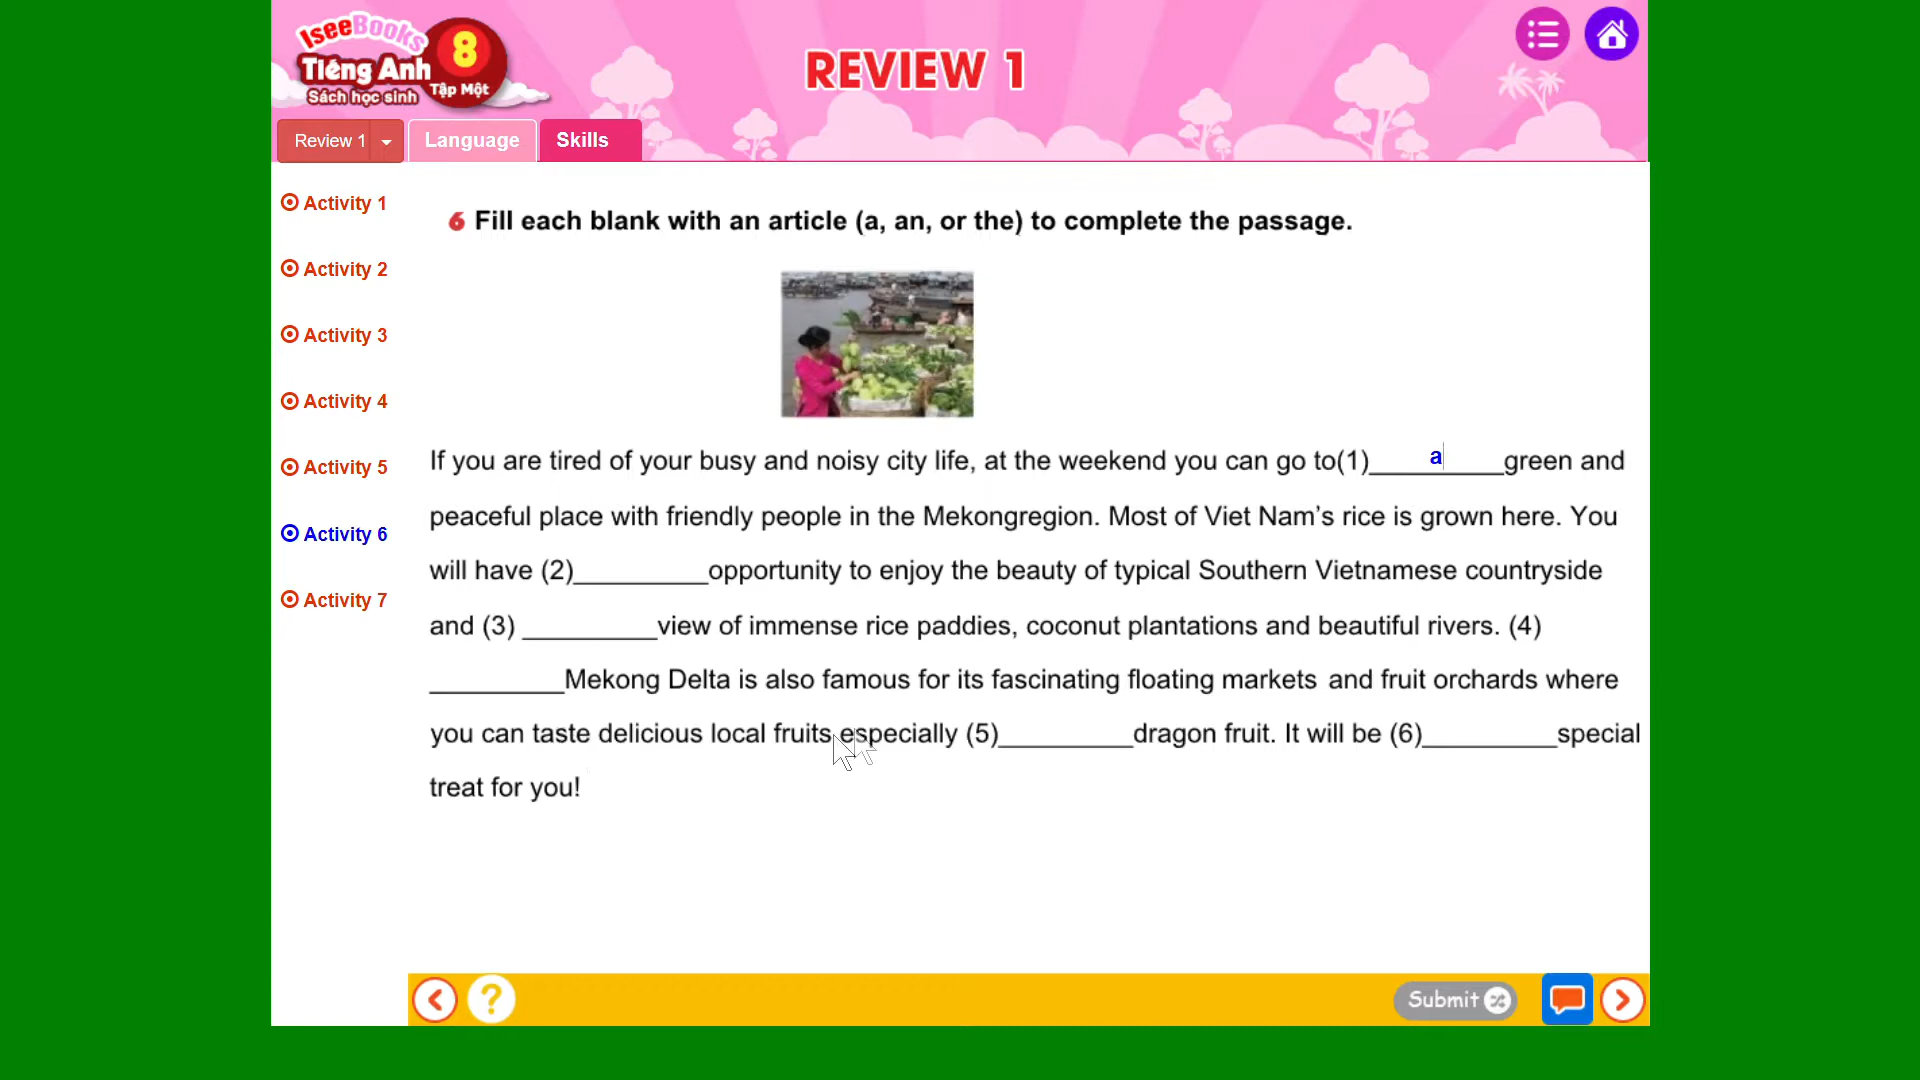 IseeBooks
Tiếng Anh 8
Sách học sinh Tập Một
REVIEW 1
Review 1 Language Skills
Activity 1
Activity 2
Activity 3
Activity 4
Activity 5
Activity 6
Activity 7
6 Fill each blank with an article (a, an, or the) to complete the passage.
If you are tired of your busy and noisy city life, at the weekend you can go to(1)__________a green and
peaceful place with friendly people in the Mekongregion. Most of Viet Nam’s rice is grown here. You
will have (2)__________opportunity to enjoy the beauty of typical Southern Vietnamese countryside
and (3) __________view of immense rice paddies, coconut plantations and beautiful rivers. (4)
__________Mekong Delta is also famous for its fascinating floating markets and fruit orchards where
you can taste delicious local fruits especially (5)__________dragon fruit. It will be (6)__________special
treat for you!
? Submit